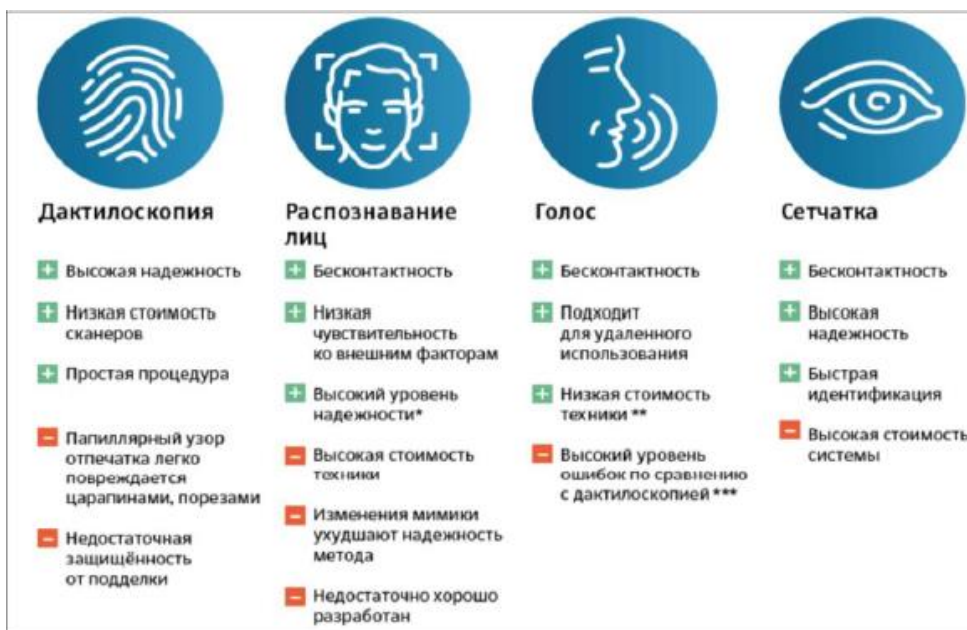 Дактилоскопия
Высокая надежность
Низкая стоимость
сканеров
Простая процедура
Папиллярный узор
отпечатка легко
повреждается
царапинами, порезами
Недостаточная
защищённость
от подделки
Распознавание
лиц
Бесконтактность
Низкая
чувствительность
ко внешним факторам
Высокий уровень
надежности*
Высокая стоимость
техники
Изменения мимики
ухудшают надежность
метода
Недостаточно хорошо
разработан
Голос
Бесконтактность
Подходит
для удаленного
использования
Низкая стоимость
техники **
Высокий уровень
ошибок по сравнению
с дактилоскопией ***
Сетчатка
Бесконтактность
Высокая
надежность
Быстрая
идентификация
Высокая стоимость
системы